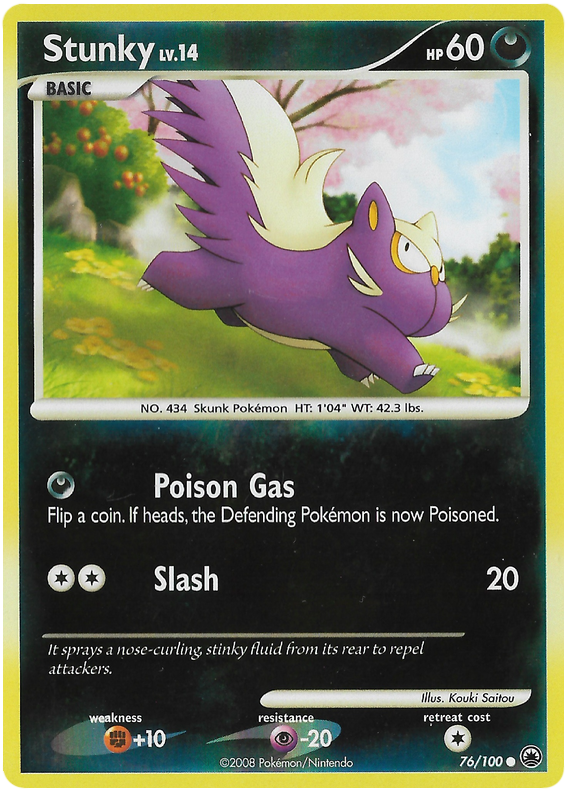 Stunky LV.14
HP 60
BASIC
NO. 434 Skunk Pokémon HT: 1'04" WT: 42.3 lbs.
Poison Gas
Flip a coin. If heads, the Defending Pokémon is now Poisoned.
Slash 20
It sprays a nose-curling, stinky fluid from its rear to repel
attackers.
Illus. Kouki Saitou
weakness resistance retreat cost
+10 -20
76/100
©2008 Pokémon/Nintendo